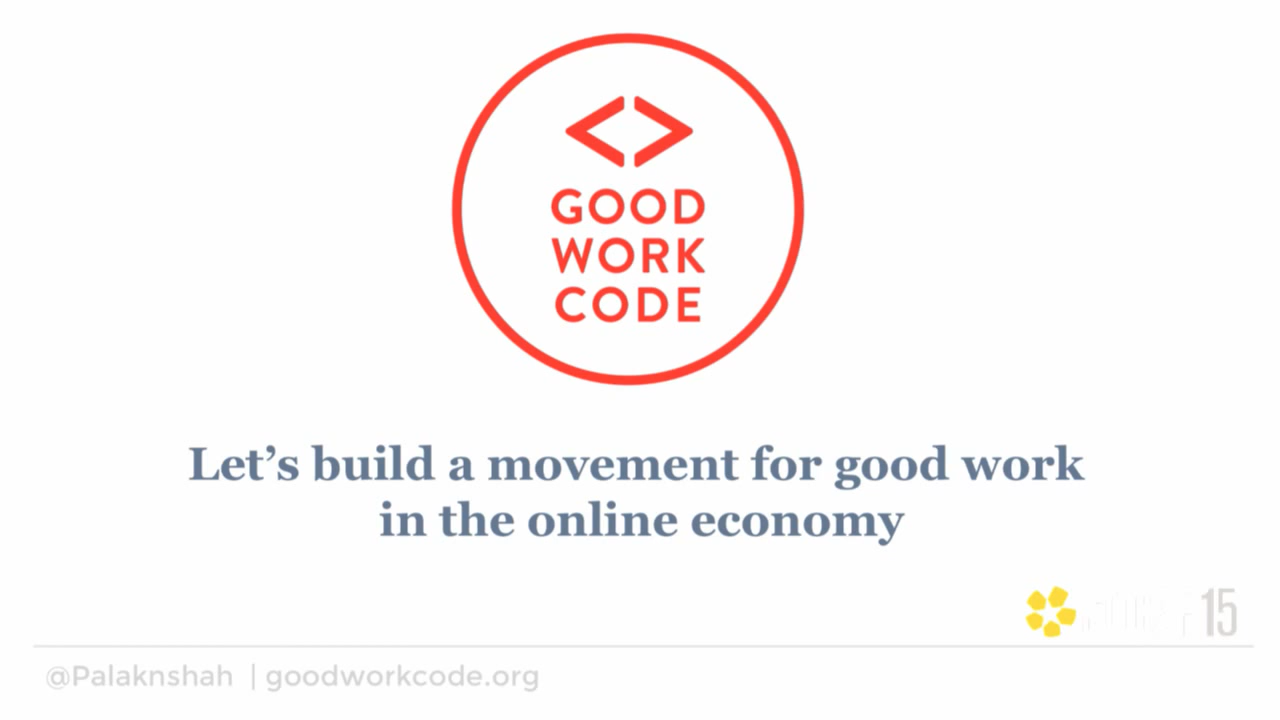 GOOD
WORK
CODE
Let's build a movement for good work
in the online economy
15
@Palaknshah | goodworkcode.org